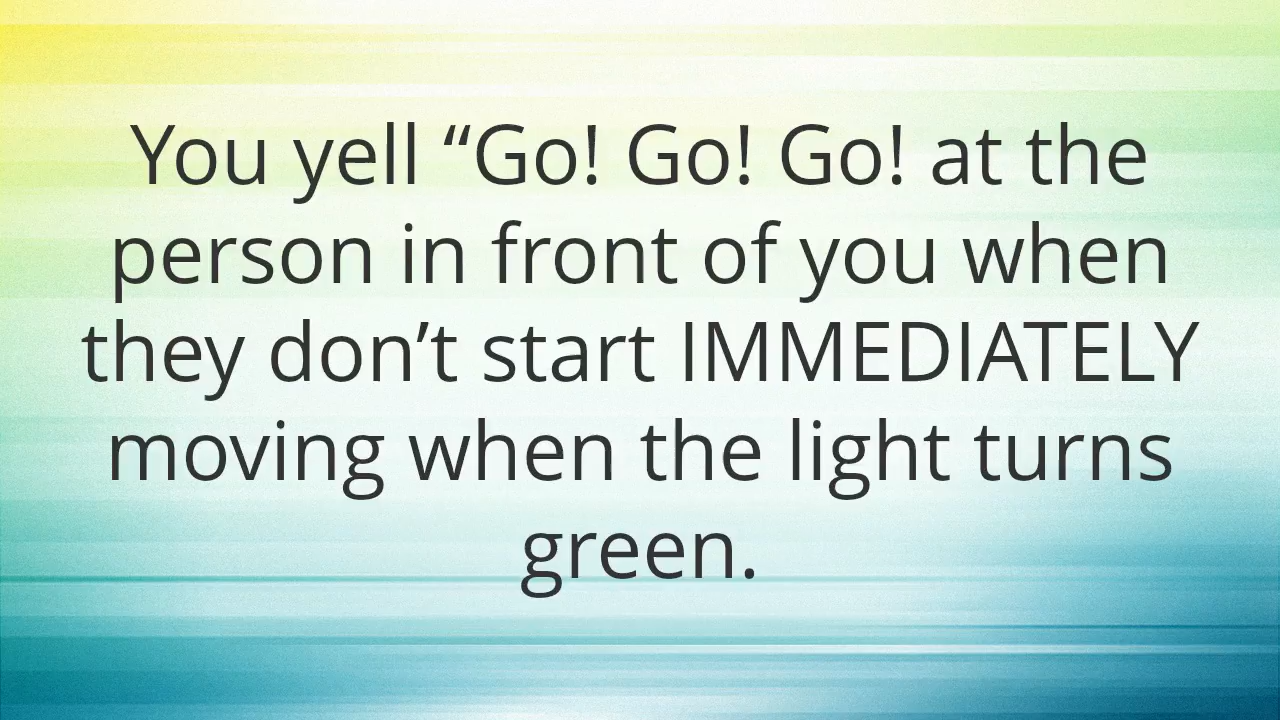 You yell “Go! Go! Go! at the
person in front of you when
they don’t start IMMEDIATELY
moving when the light turns
green.